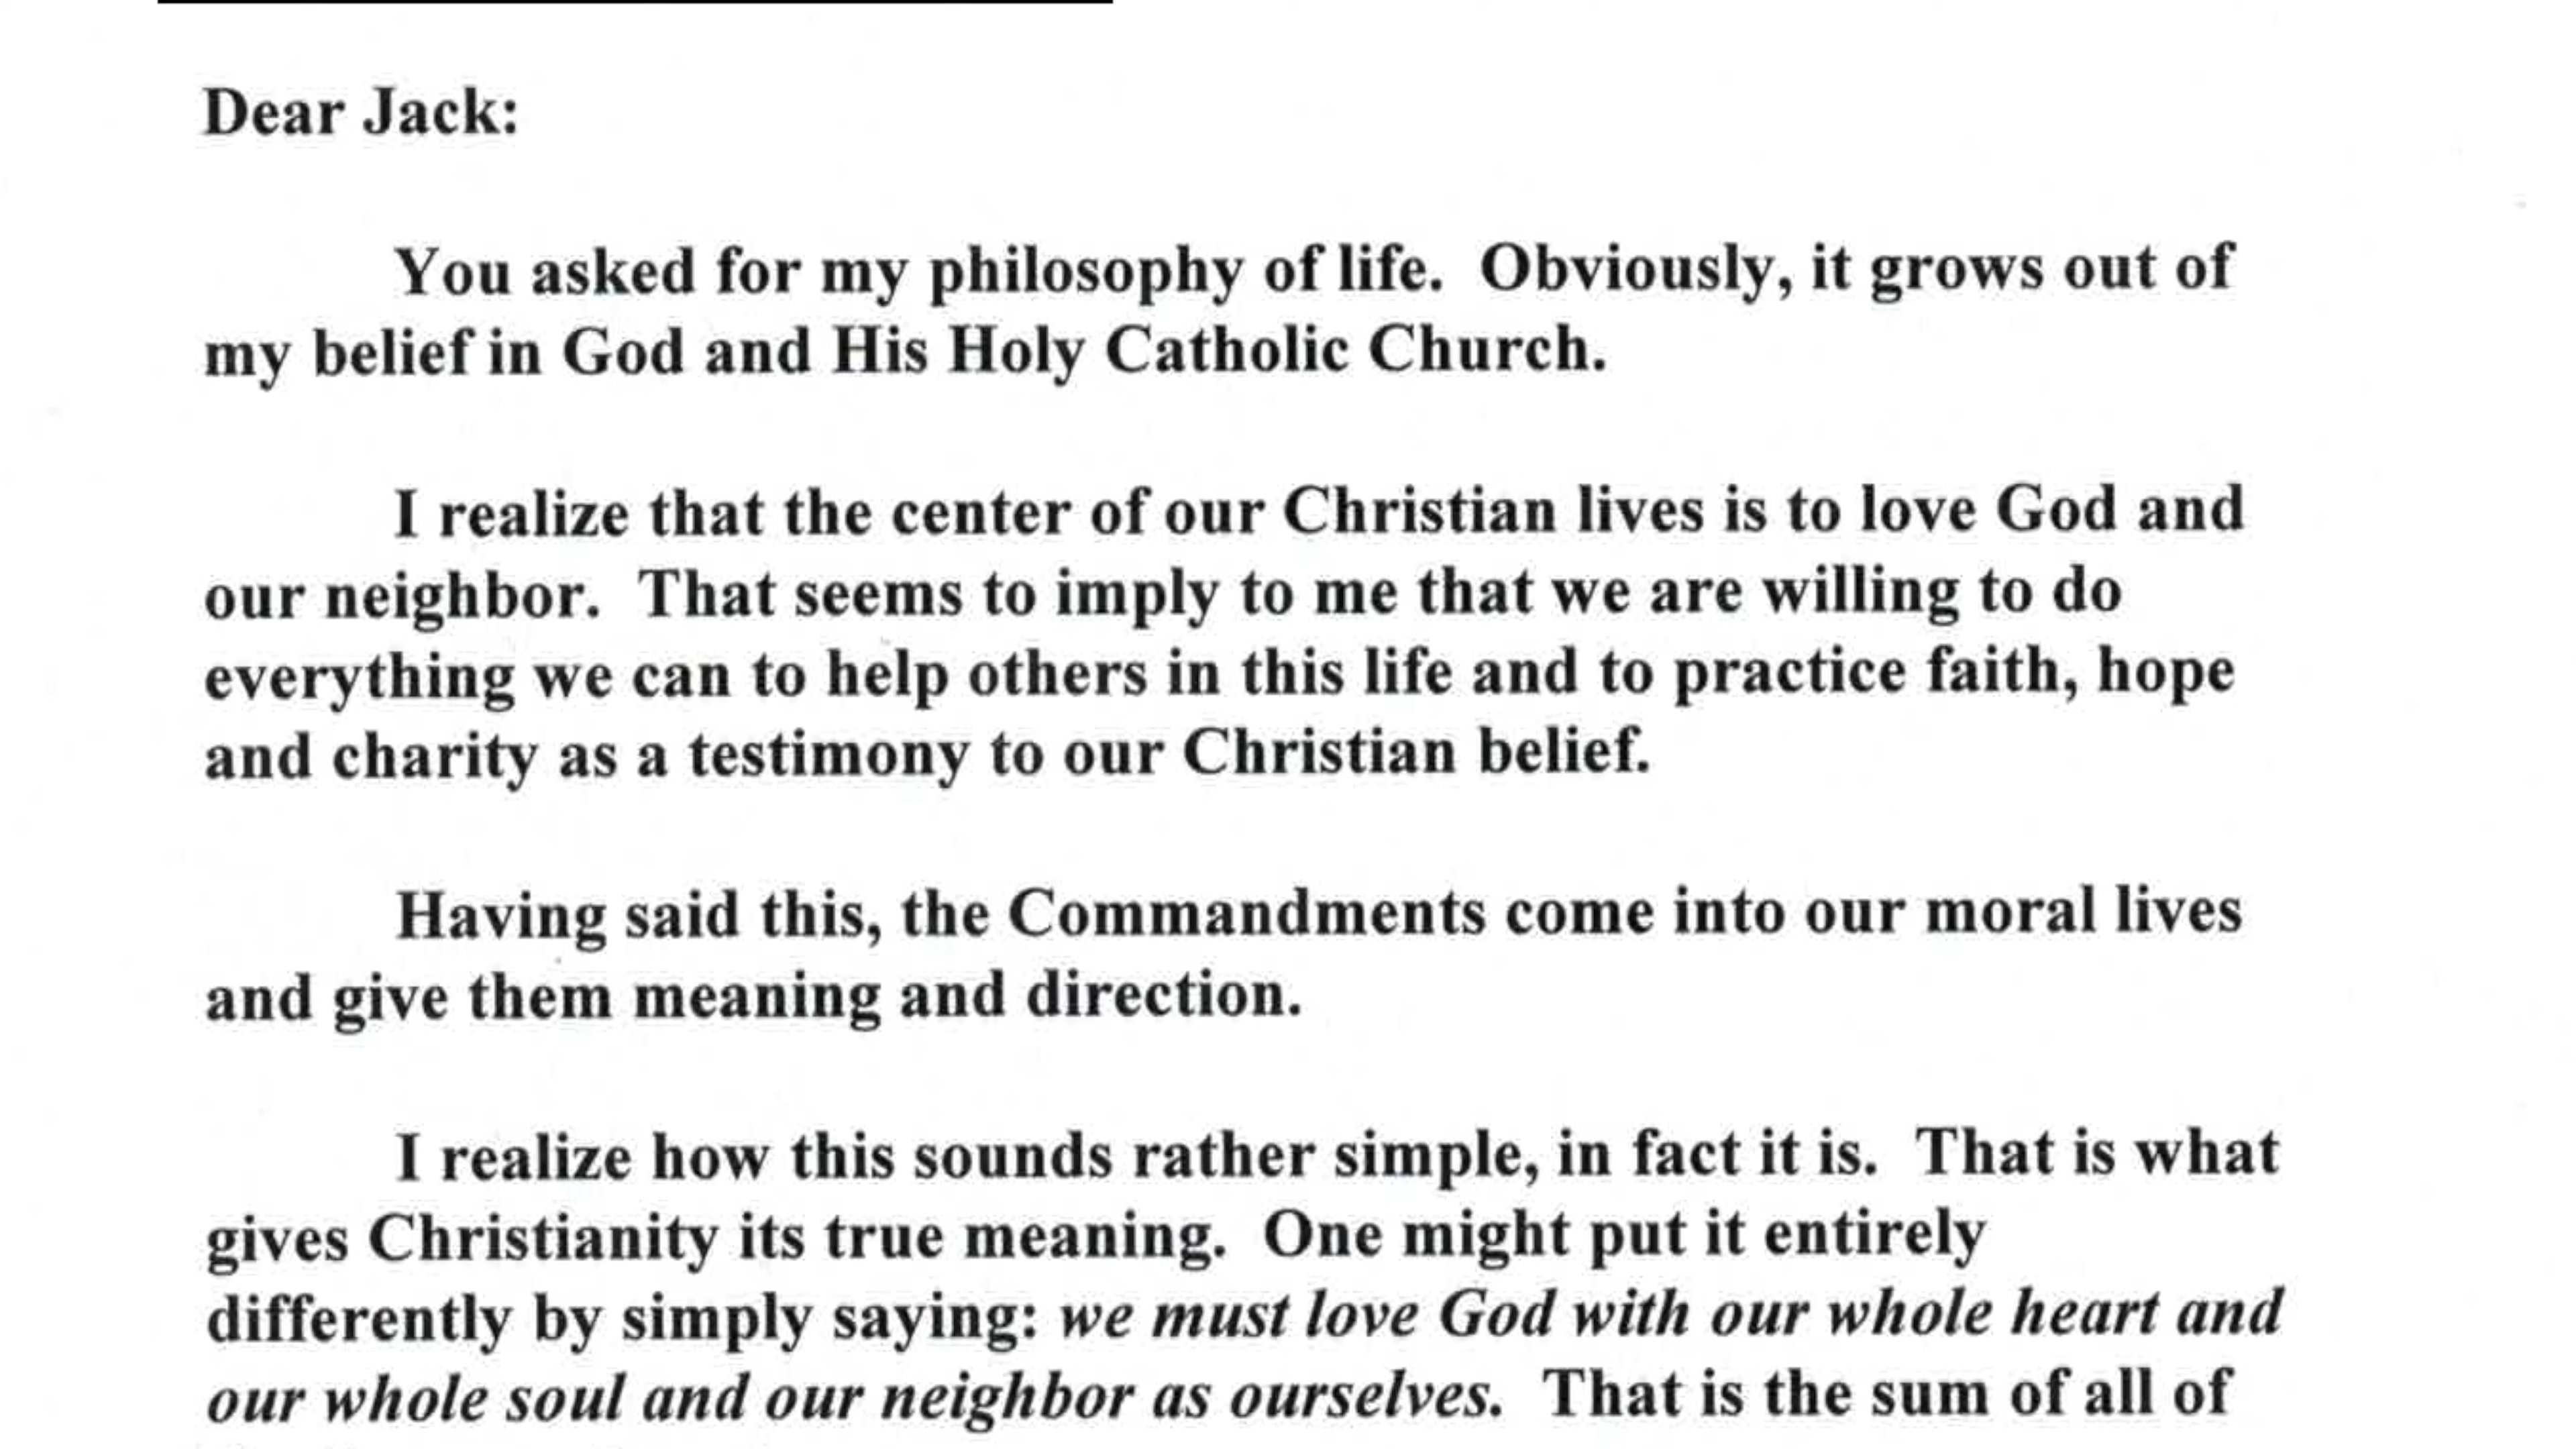 Dear Jack:
You asked for my philosophy of life. Obviously, it grows out of
my belief in God and His Holy Catholic Church.
I realize that the center of our Christian lives is to love God and
our neighbor. That seems to imply to me that we are willing to do
everything we can to help others in this life and to practice faith, hope
and charity as a testimony to our Christian belief.
Having said this, the Commandments come into our moral lives
and give them meaning and direction.
I realize how this sounds rather simple, in fact it is. That is what
gives Christianity its true meaning. One might put it entirely
differently by simply saying: we must love God with our whole heart and
our whole soul and our neighbor as ourselves. That is the sum of all of